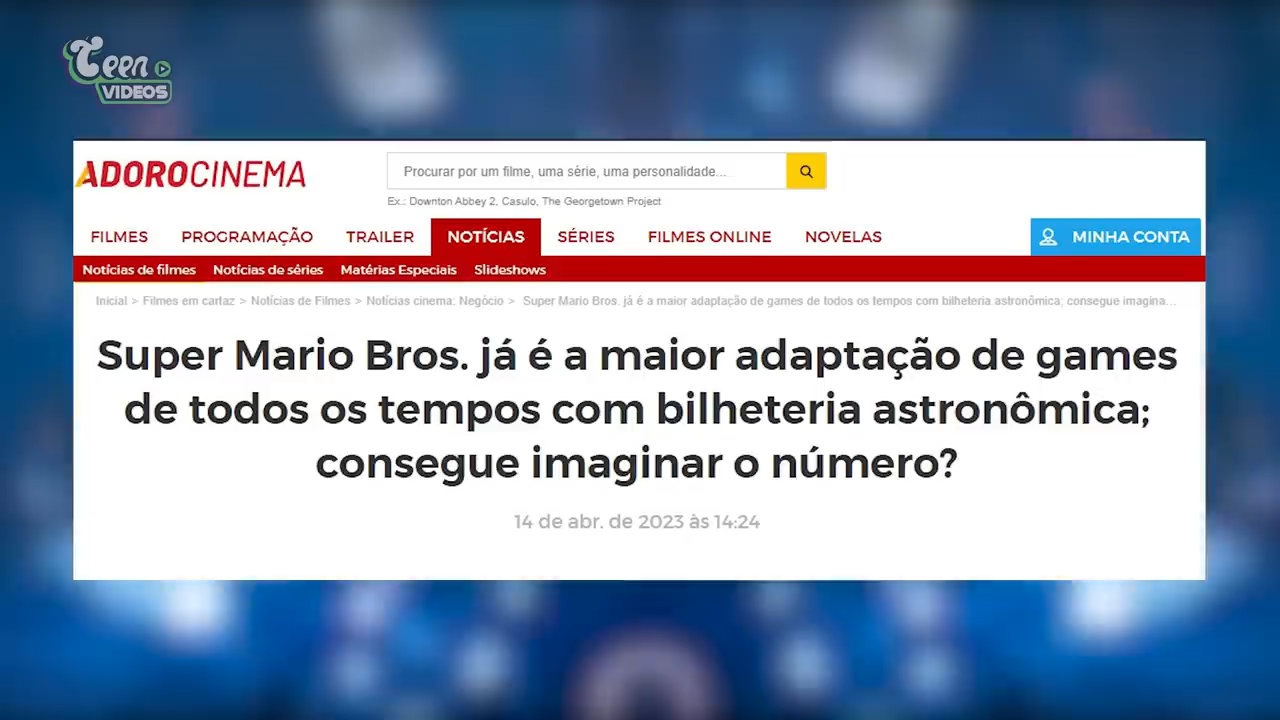 Teen
VIDEOS
ADOROCINEMA
Procurar por um filme, uma série, uma personalidade...
Ex.: Downton Abbey 2, Casulo, The Georgetown Project
FILMES PROGRAMAÇÃO TRAILER NOTÍCIAS SÉRIES FILMES ONLINE NOVELAS MINHA CONTA
Notícias de filmes Notícias de séries Matérias Especiais Slideshows
Inicial > Filmes em cartaz > Notícias de Filmes > Notícias cinema: Negócio > Super Mario Bros. já é a maior adaptação de games de todos os tempos com bilheteria astronômica; consegue imagina...
Super Mario Bros. já é a maior adaptação de games
de todos os tempos com bilheteria astronômica;
consegue imaginar o número?
14 de abr. de 2023 às 14:24